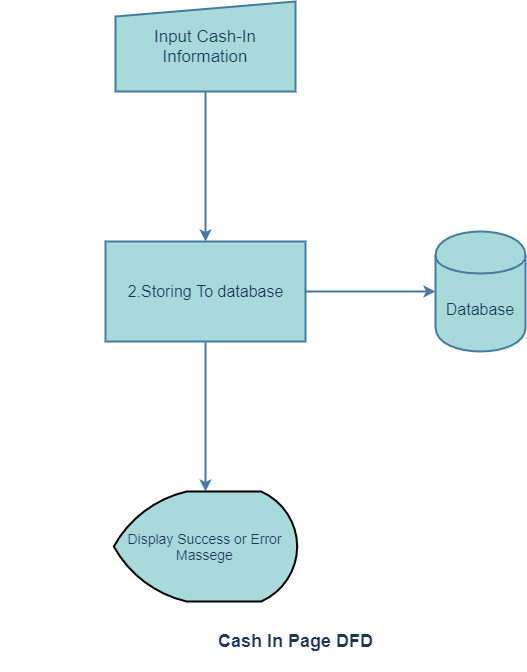 Input Cash-In
Information
2.Storing To database
Database
Display Success or Error
Massege
Cash In Page DFD